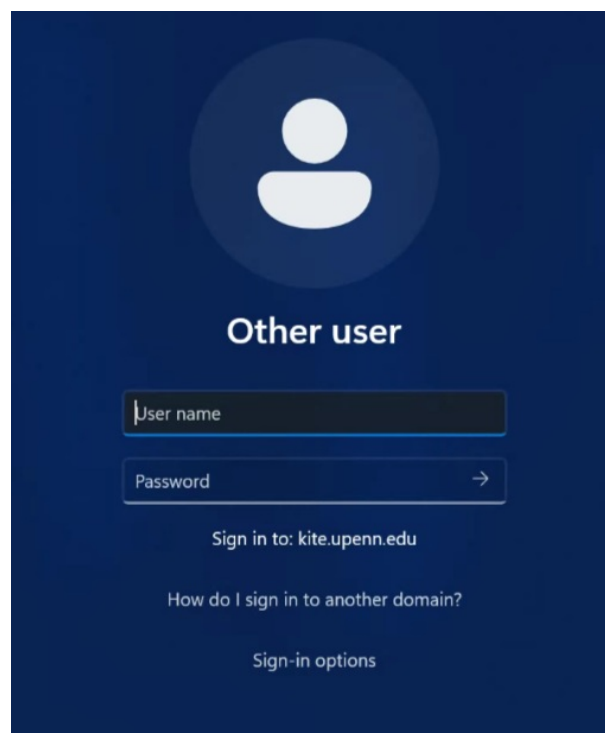 Other user
User name
Password
Sign in to: kite.upenn.edu
How do I sign in to another domain?
Sign-in options